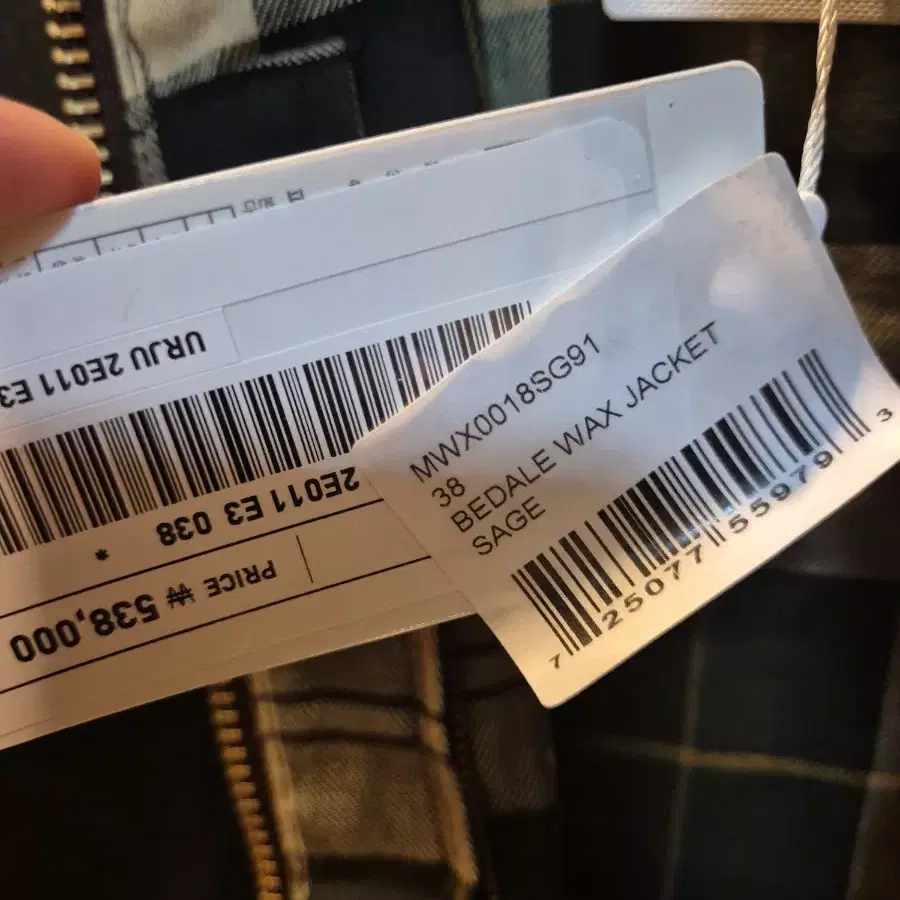 MWX0018SG91
38
BEDALE WAX JACKET
SAGE
7 25077 55979 3
URJU 2E011 E3
2E011 E3 038 *
PRICE ₩ 538,000